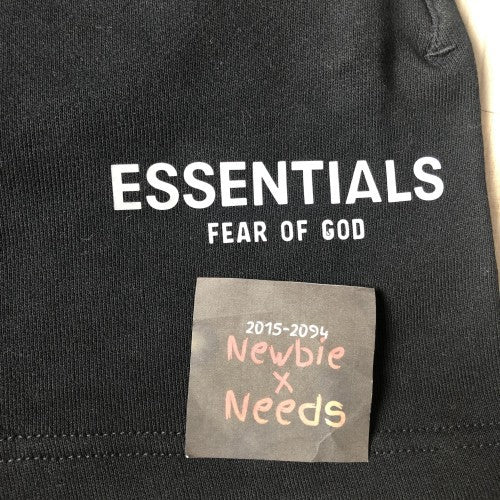 ESSENTIALS
FEAR OF GOD
2015-2094
Newbie
x
Needs